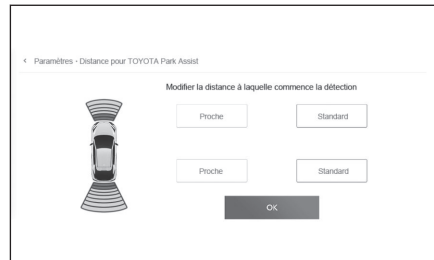 < Paramètres · Distance pour TOYOTA Park Assist
Modifier la distance à laquelle commence la détection
Proche Standard
Proche Standard
OK